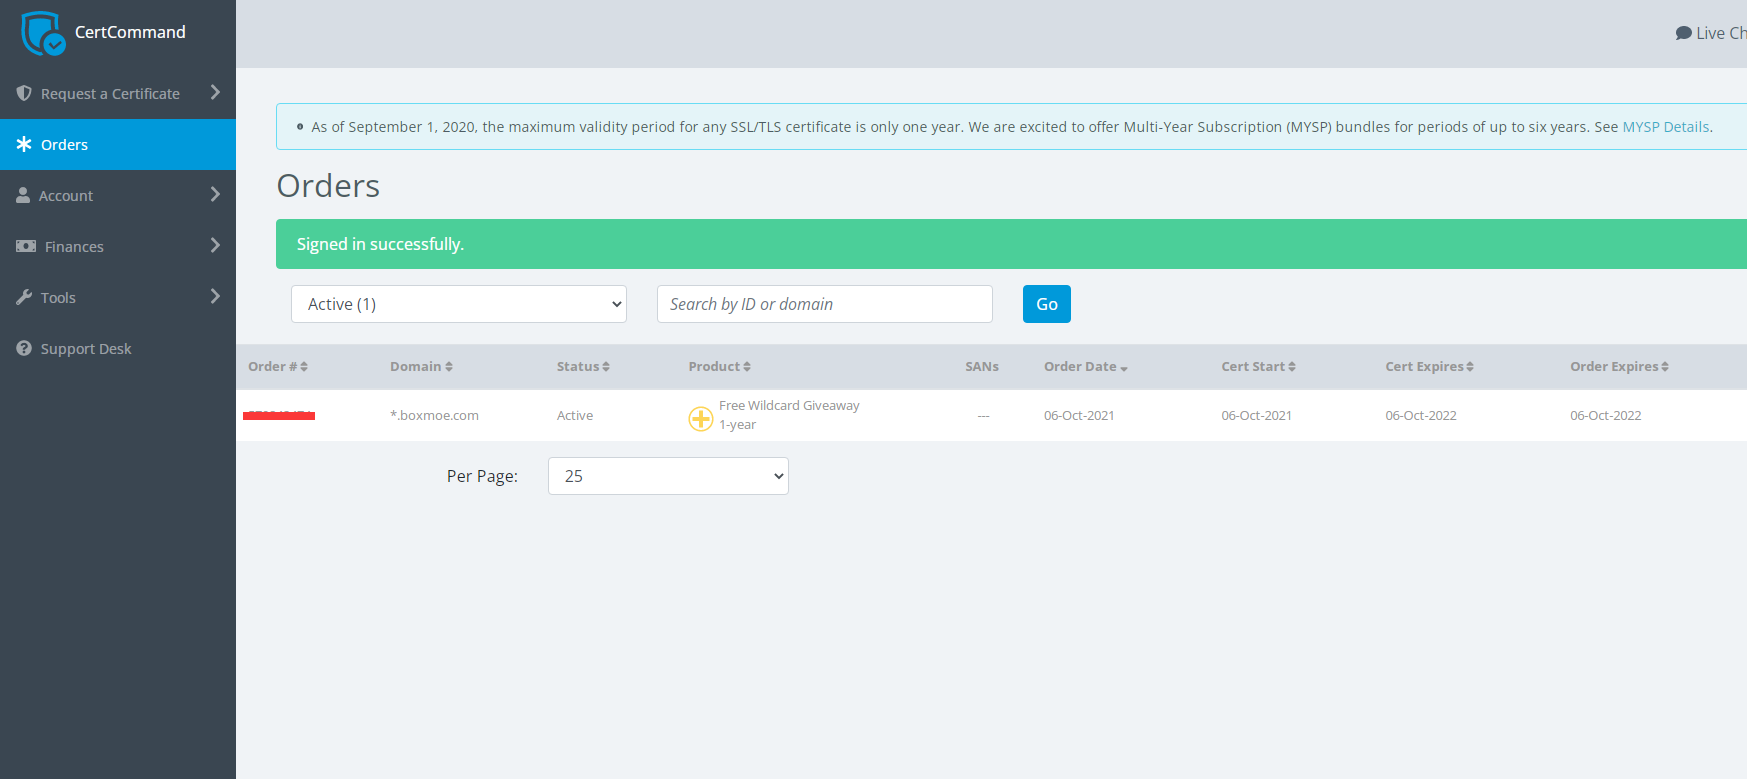 CertCommand
Live Ch
Request a Certificate
Orders
Account
Finances
Tools
Support Desk
As of September 1, 2020, the maximum validity period for any SSL/TLS certificate is only one year. We are excited to offer Multi-Year Subscription (MYSP) bundles for periods of up to six years. See MYSP Details.
Orders
Signed in successfully.
Active (1) Search by ID or domain Go
Order # Domain Status Product SANs Order Date Cert Start Cert Expires Order Expires
*.boxmoe.com Active Free Wildcard Giveaway --- 06-Oct-2021 06-Oct-2021 06-Oct-2022 06-Oct-2022
1-year
Per Page: 25